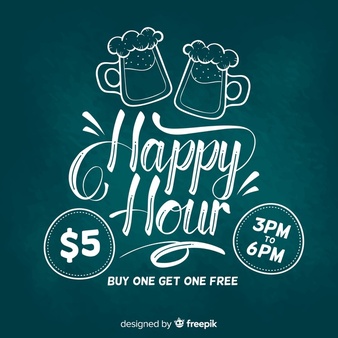 Happy
Hour
$5
3PM
TO
6PM
BUY ONE GET ONE FREE
designed by freepik